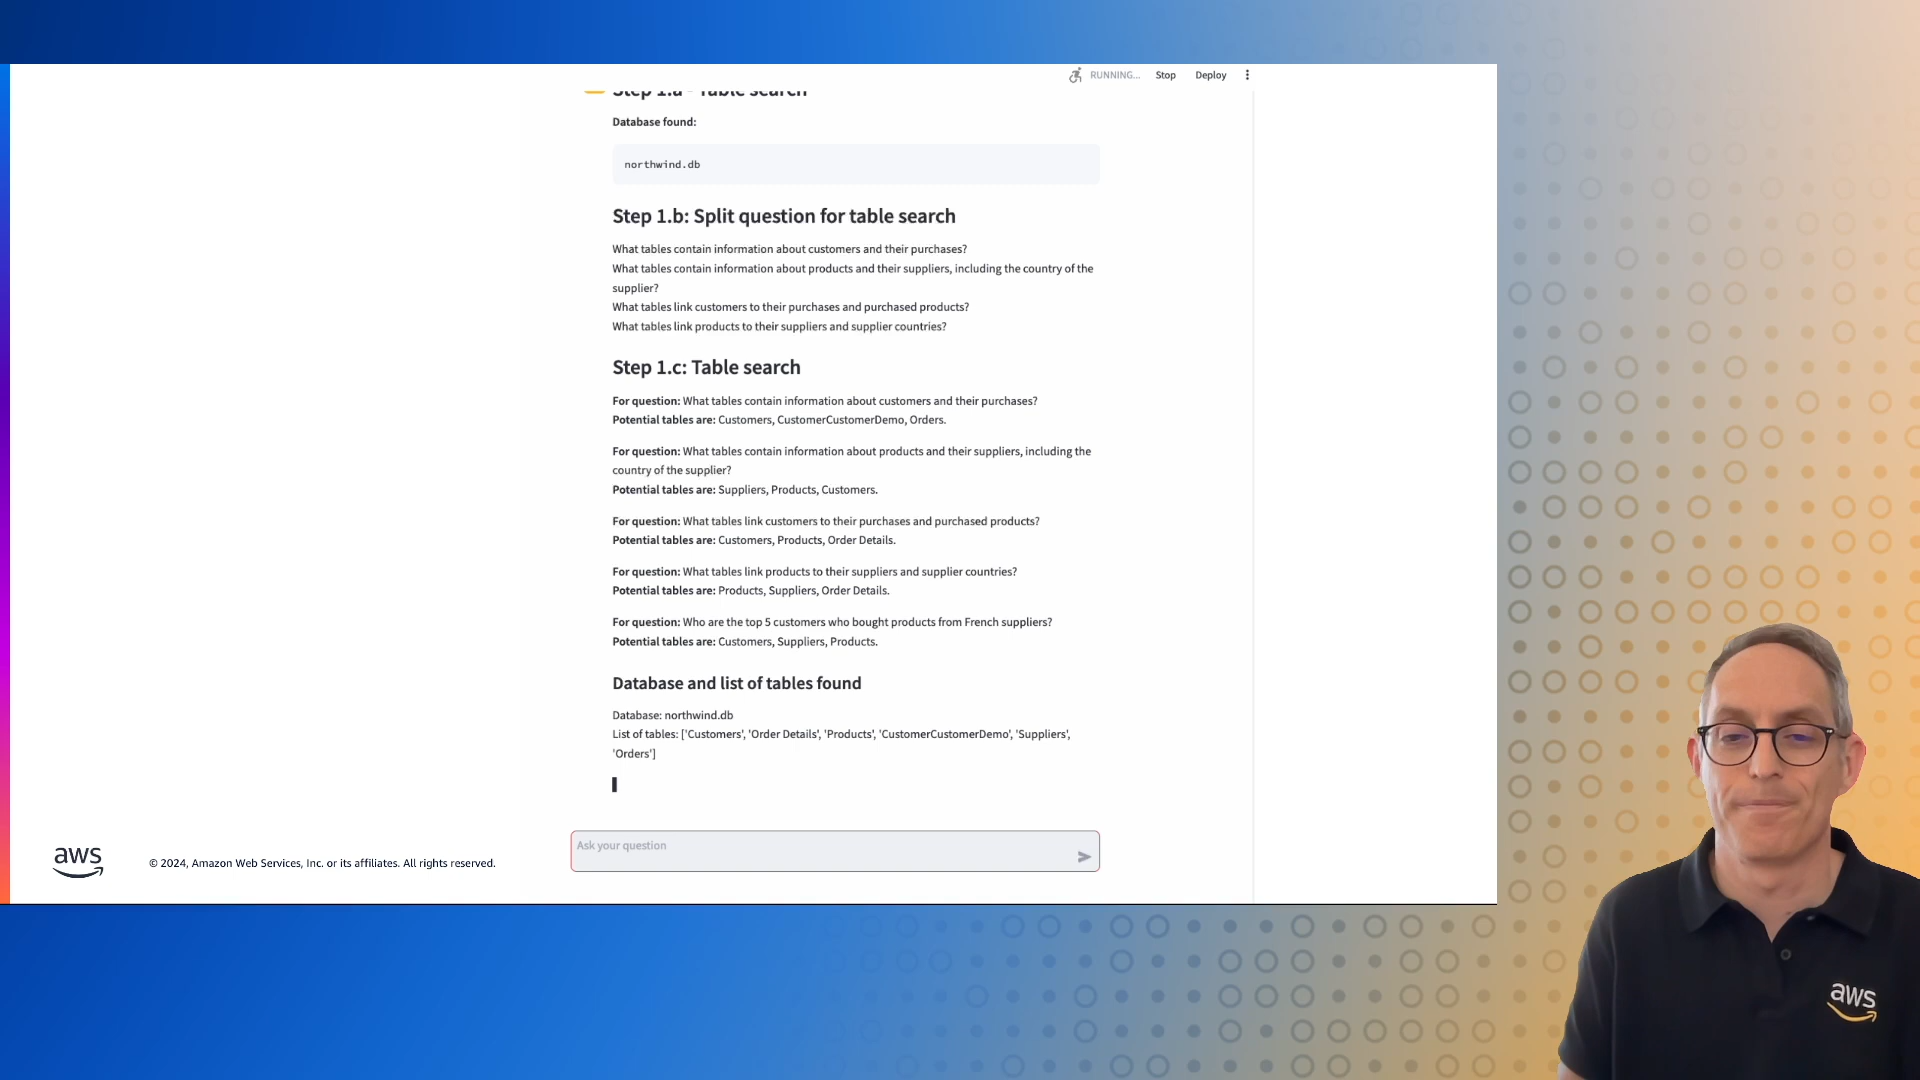 RUNNING...
Stop
Deploy
Step 1.a - Table search
Database found:
northwind.db
Step 1.b: Split question for table search
What tables contain information about customers and their purchases?
What tables contain information about products and their suppliers, including the country of the
supplier?
What tables link customers to their purchases and purchased products?
What tables link products to their suppliers and supplier countries?
Step 1.c: Table search
For question: What tables contain information about customers and their purchases?
Potential tables are: Customers, CustomerCustomerDemo, Orders.
For question: What tables contain information about products and their suppliers, including the
country of the supplier?
Potential tables are: Suppliers, Products, Customers.
For question: What tables link customers to their purchases and purchased products?
Potential tables are: Customers, Products, Order Details.
For question: What tables link products to their suppliers and supplier countries?
Potential tables are: Products, Suppliers, Order Details.
For question: Who are the top 5 customers who bought products from French suppliers?
Potential tables are: Customers, Suppliers, Products.
Database and list of tables found
Database: northwind.db
List of tables: ['Customers', 'Order Details', 'Products', 'CustomerCustomerDemo', 'Suppliers',
'Orders']
Ask your question
aws
© 2024, Amazon Web Services, Inc. or its affiliates. All rights reserved.
aws